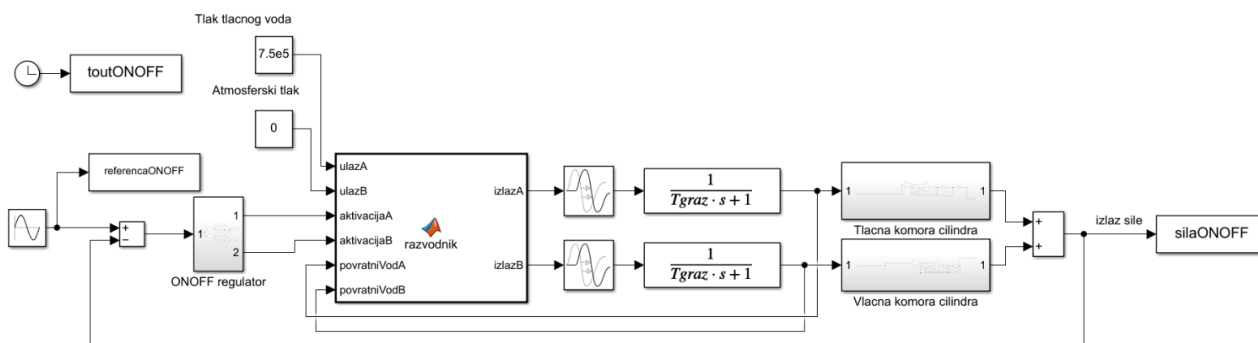 Tlak tlacnog voda
7.5e5
toutONOFF
Atmosferski tlak
0
referencaONOFF
+
−
1
1
2
ONOFF regulator
ulazA
ulazB
aktivacijaA
aktivacijaB
povratniVodA
povratniVodB
razvodnik
izlazA
izlazB
1
Tgraz · s + 1
1
Tgraz · s + 1
1
1
Tlacna komora cilindra
1
1
Vlacna komora cilindra
+
+
izlaz sile
silaONOFF